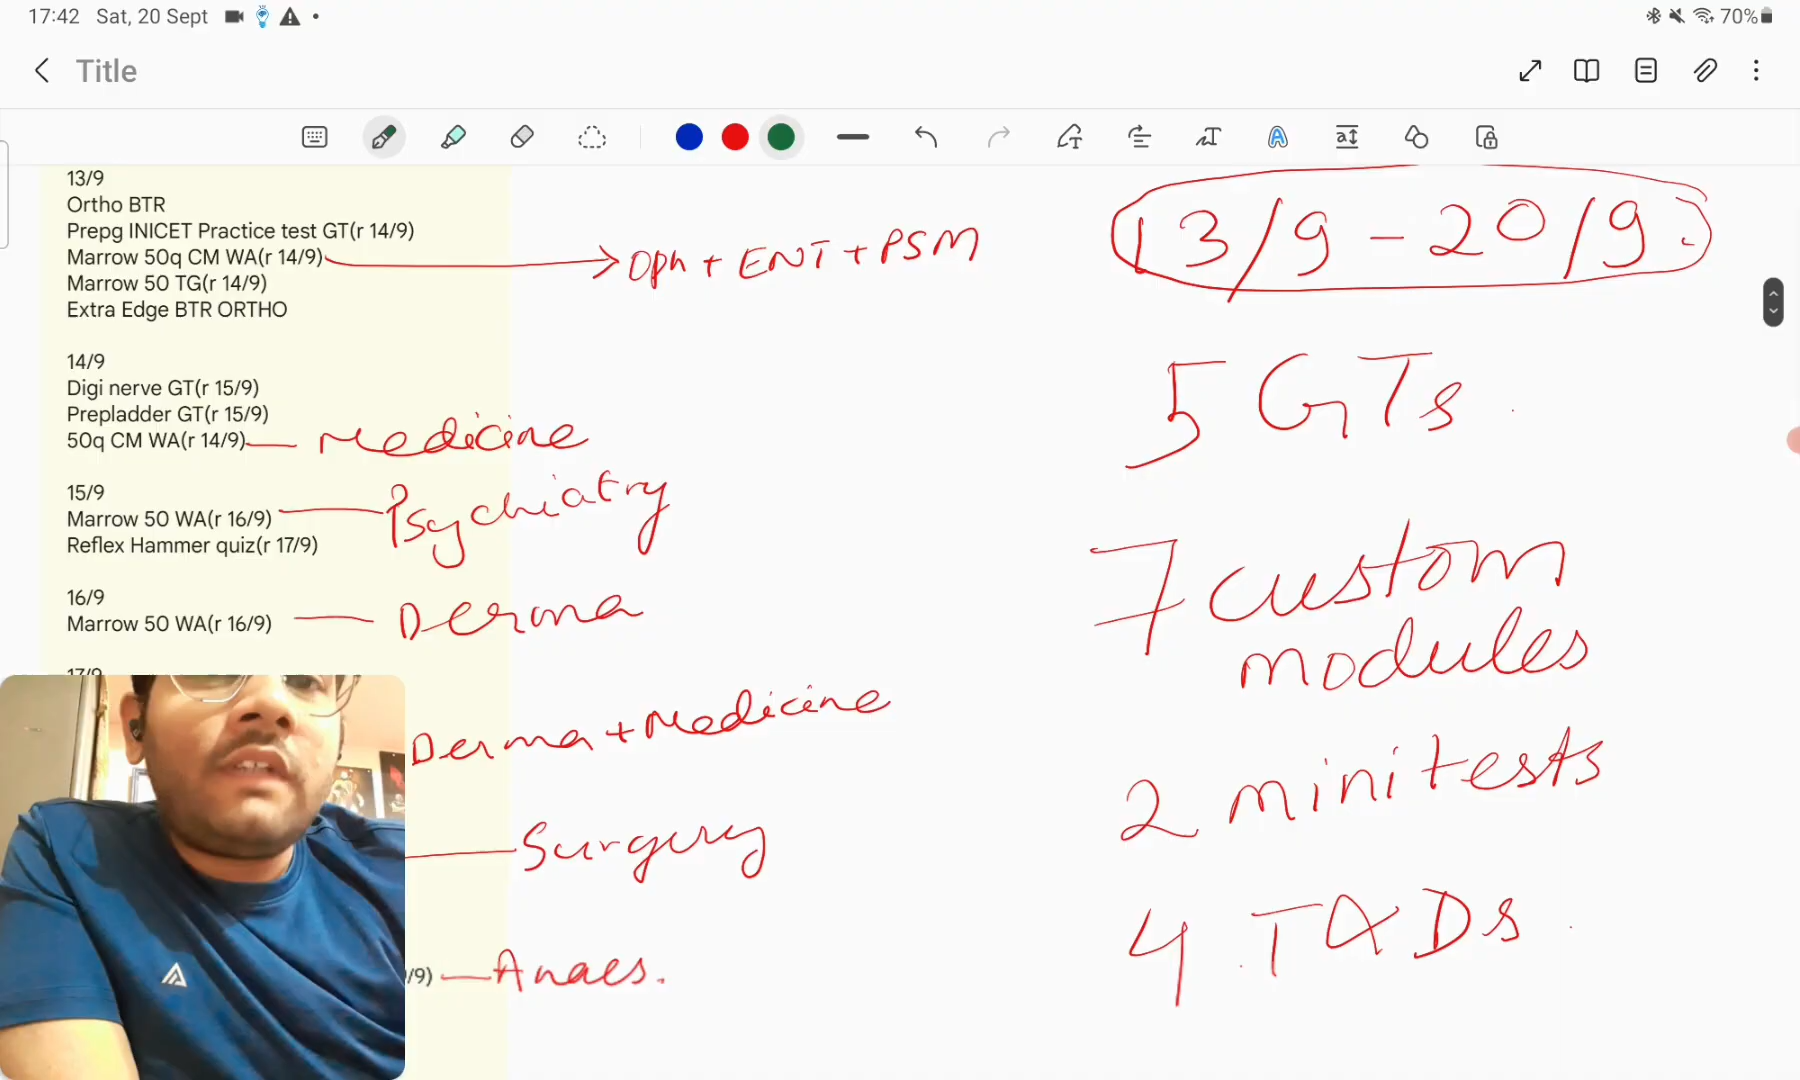 17:42 Sat, 20 Sept
70%
Title
13/9
Ortho BTR
Prepg INICET Practice test GT(r 14/9)
Marrow 50q CM WA(r 14/9) → Oph + ENT + PSM
Marrow 50 TG(r 14/9)
Extra Edge BTR ORTHO
14/9
Digi nerve GT(r 15/9)
Prepladder GT(r 15/9)
50q CM WA(r 14/9) — Medicine
15/9
Marrow 50 WA(r 16/9) — Psychiatry
Reflex Hammer quiz(r 17/9)
16/9
Marrow 50 WA(r 16/9) — Derma
17/9
Derma + Medicine
— Surgery
/9) — Anaes.
13/9 - 20/9
5 GTs
7 custom
modules
2 minitests
4 T&Ds